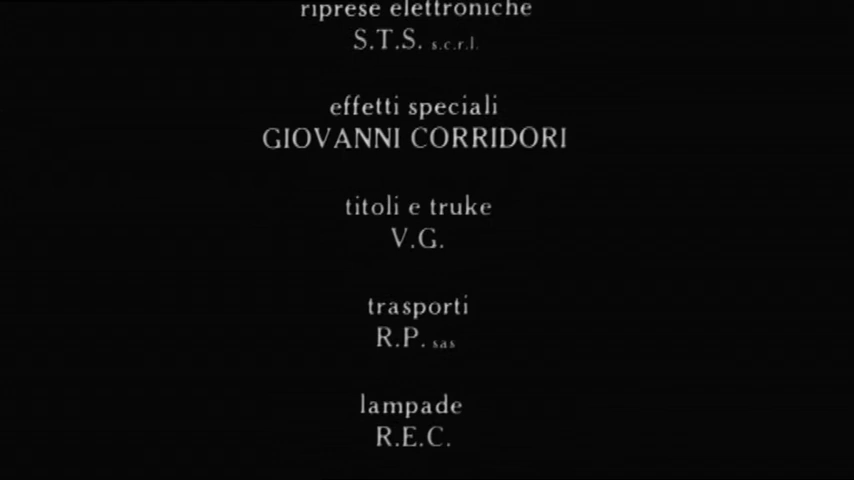 riprese elettroniche
S.T.S. s.c.r.l.
effetti speciali
GIOVANNI CORRIDORI
titoli e truke
V.G.
trasporti
R.P. sas
lampade
R.E.C.